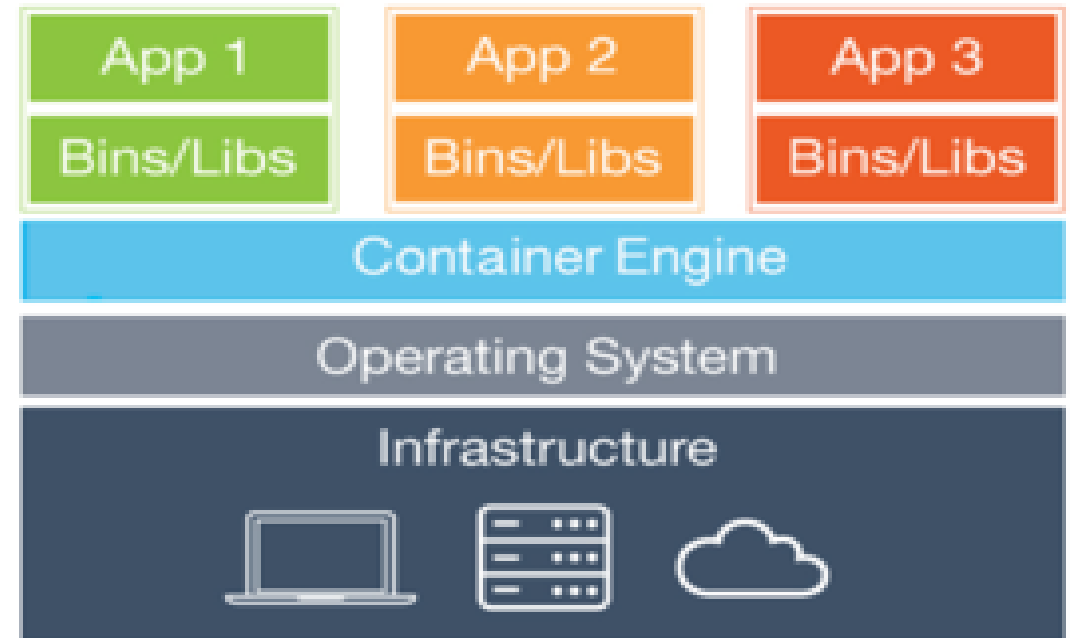 App 1
App 2
App 3
Bins/Libs
Bins/Libs
Bins/Libs
Container Engine
Operating System
Infrastructure